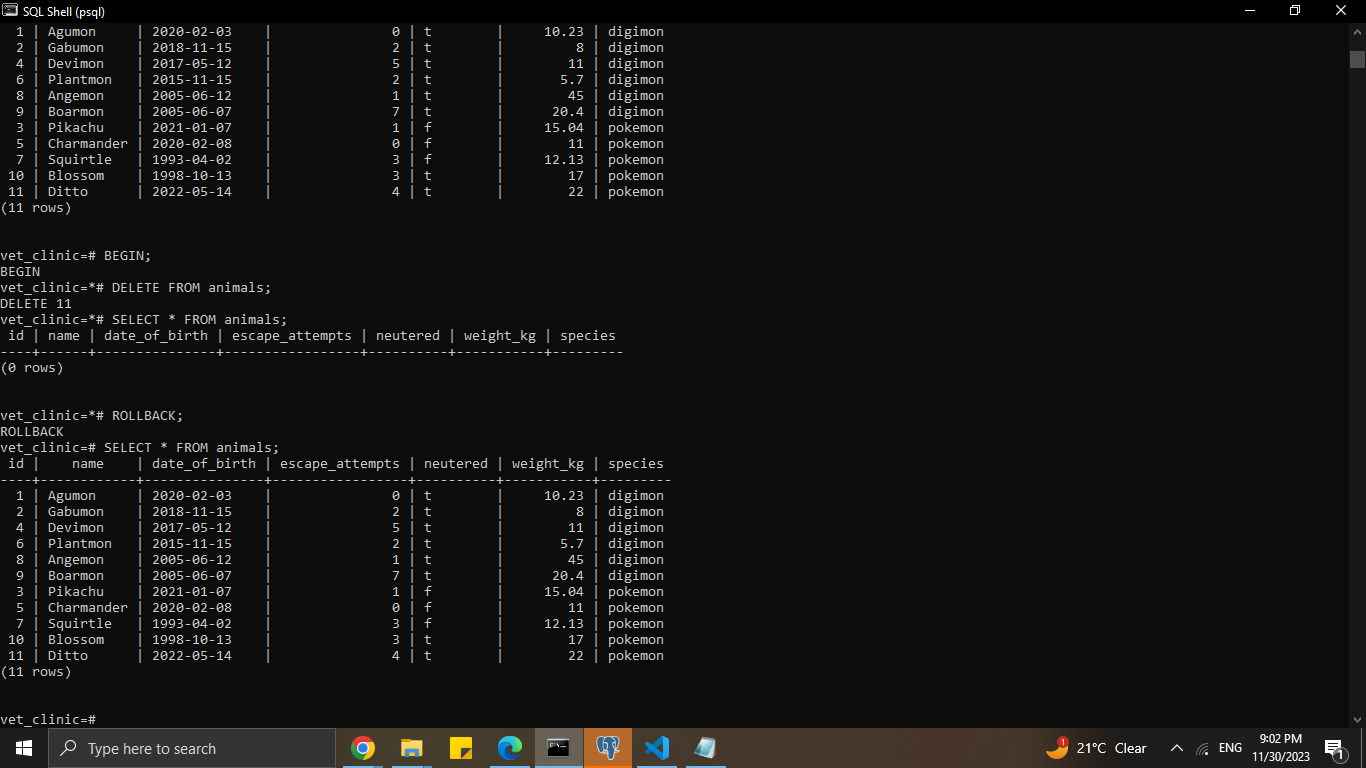 SQL Shell (psql)
  1 | Agumon     | 2020-02-03    |               0 | t        |     10.23 | digimon
  2 | Gabumon    | 2018-11-15    |               2 | t        |         8 | digimon
  4 | Devimon    | 2017-05-12    |               5 | t        |        11 | digimon
  6 | Plantmon   | 2015-11-15    |               2 | t        |       5.7 | digimon
  8 | Angemon    | 2005-06-12    |               1 | t        |        45 | digimon
  9 | Boarmon    | 2005-06-07    |               7 | t        |      20.4 | digimon
  3 | Pikachu    | 2021-01-07    |               1 | f        |     15.04 | pokemon
  5 | Charmander | 2020-02-08    |               0 | f        |        11 | pokemon
  7 | Squirtle   | 1993-04-02    |               3 | f        |     12.13 | pokemon
 10 | Blossom    | 1998-10-13    |               3 | t        |        17 | pokemon
 11 | Ditto      | 2022-05-14    |               4 | t        |        22 | pokemon
(11 rows)
vet_clinic=# BEGIN;
BEGIN
vet_clinic=*# DELETE FROM animals;
DELETE 11
vet_clinic=*# SELECT * FROM animals;
 id | name | date_of_birth | escape_attempts | neutered | weight_kg | species
----+------+---------------+-----------------+----------+-----------+---------
(0 rows)
vet_clinic=*# ROLLBACK;
ROLLBACK
vet_clinic=# SELECT * FROM animals;
 id |    name    | date_of_birth | escape_attempts | neutered | weight_kg | species
----+------------+---------------+-----------------+----------+-----------+---------
  1 | Agumon     | 2020-02-03    |               0 | t        |     10.23 | digimon
  2 | Gabumon    | 2018-11-15    |               2 | t        |         8 | digimon
  4 | Devimon    | 2017-05-12    |               5 | t        |        11 | digimon
  6 | Plantmon   | 2015-11-15    |               2 | t        |       5.7 | digimon
  8 | Angemon    | 2005-06-12    |               1 | t        |        45 | digimon
  9 | Boarmon    | 2005-06-07    |               7 | t        |      20.4 | digimon
  3 | Pikachu    | 2021-01-07    |               1 | f        |     15.04 | pokemon
  5 | Charmander | 2020-02-08    |               0 | f        |        11 | pokemon
  7 | Squirtle   | 1993-04-02    |               3 | f        |     12.13 | pokemon
 10 | Blossom    | 1998-10-13    |               3 | t        |        17 | pokemon
 11 | Ditto      | 2022-05-14    |               4 | t        |        22 | pokemon
(11 rows)
vet_clinic=#
Type here to search
1
21°C Clear
ENG
9:02 PM
11/30/2023
1